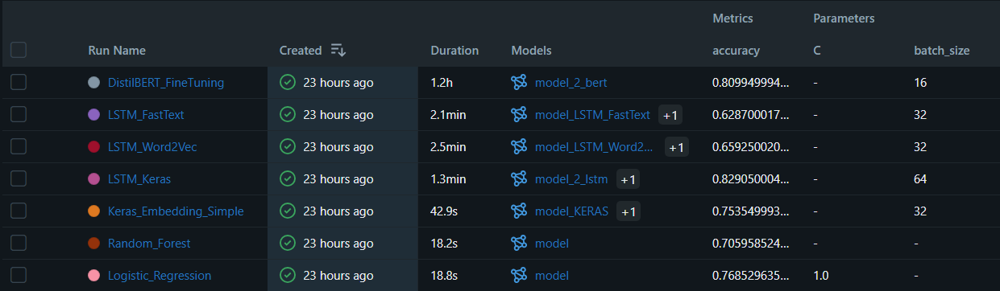 Metrics Parameters
Run Name Created Duration Models accuracy C batch_size
DistilBERT_FineTuning 23 hours ago 1.2h model_2_bert 0.809949994... - 16
LSTM_FastText 23 hours ago 2.1min model_LSTM_FastText +1 0.628700017... - 32
LSTM_Word2Vec 23 hours ago 2.5min model_LSTM_Word2... +1 0.659250020... - 32
LSTM_Keras 23 hours ago 1.3min model_2_lstm +1 0.829050004... - 64
Keras_Embedding_Simple 23 hours ago 42.9s model_KERAS +1 0.753549993... - 32
Random_Forest 23 hours ago 18.2s model 0.705958524... - -
Logistic_Regression 23 hours ago 18.8s model 0.768529635... 1.0 -